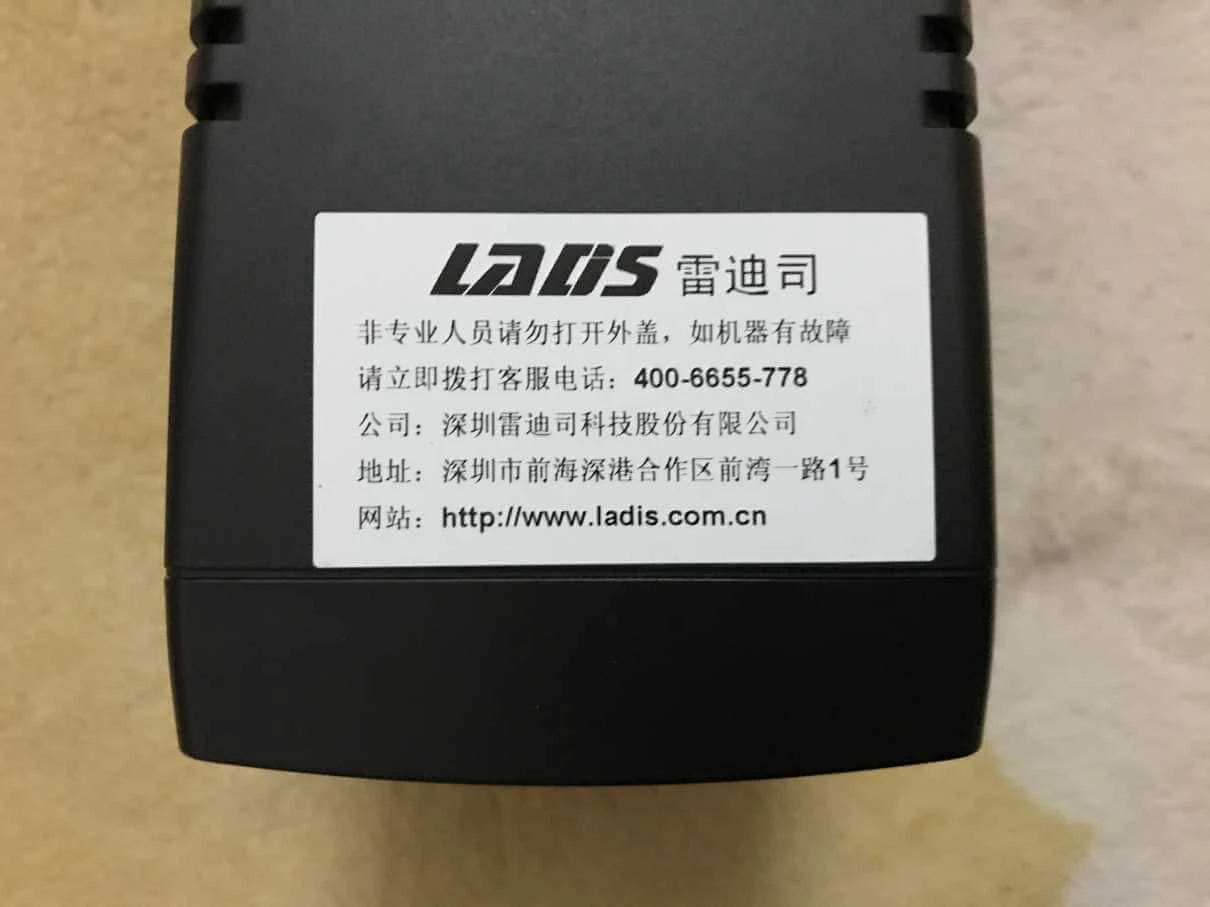 LADIS 雷迪司
非专业人员请勿打开外盖，如机器有故障
请立即拨打客服电话：400-6655-778
公司：深圳雷迪司科技股份有限公司
地址：深圳市前海深港合作区前湾一路1号
网站：http://www.ladis.com.cn